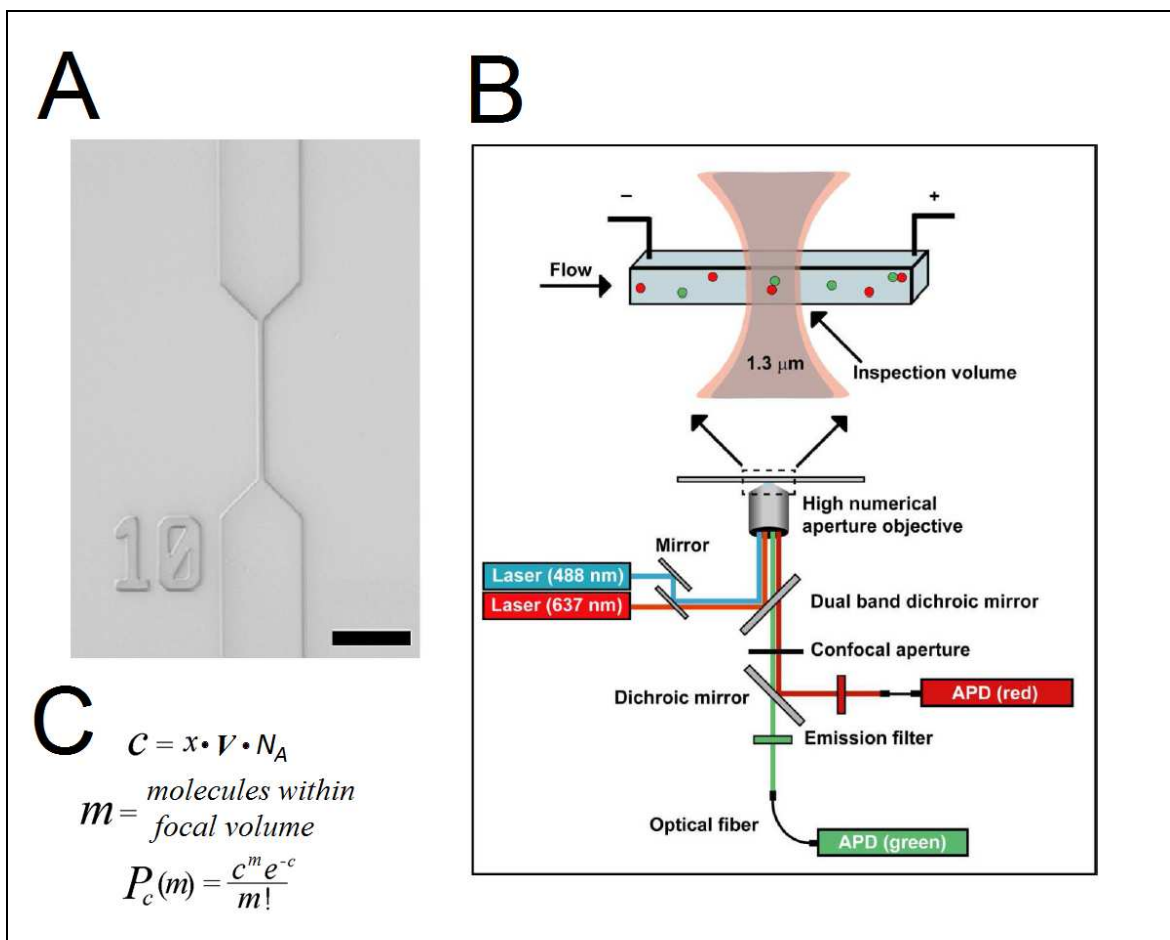 A
10
B
– +
Flow
1.3 μm
Inspection volume
High numerical
aperture objective
Mirror
Laser (488 nm)
Laser (637 nm)
Dual band dichroic mirror
Confocal aperture
Dichroic mirror
APD (red)
Emission filter
Optical fiber
APD (green)
C
c = x • v • N_A
m = molecules within
focal volume
P_c(m) = c^m e^-c / m!